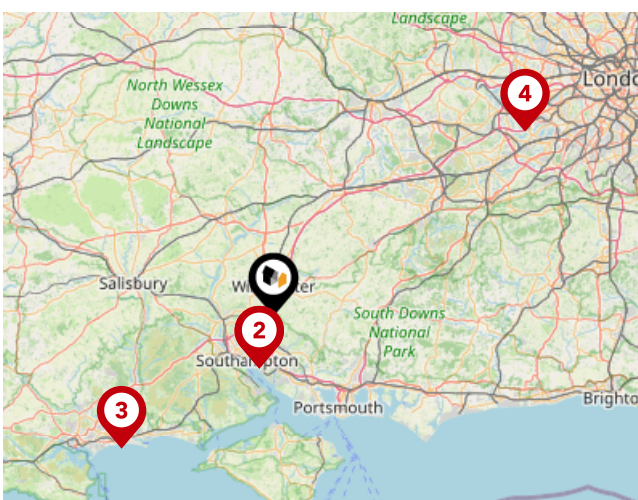 Landscape
4
Londo
North Wessex
Downs
National
Landscape
Salisbury
2
Southampton
South Downs
National
Park
3
Portsmouth
Brighto